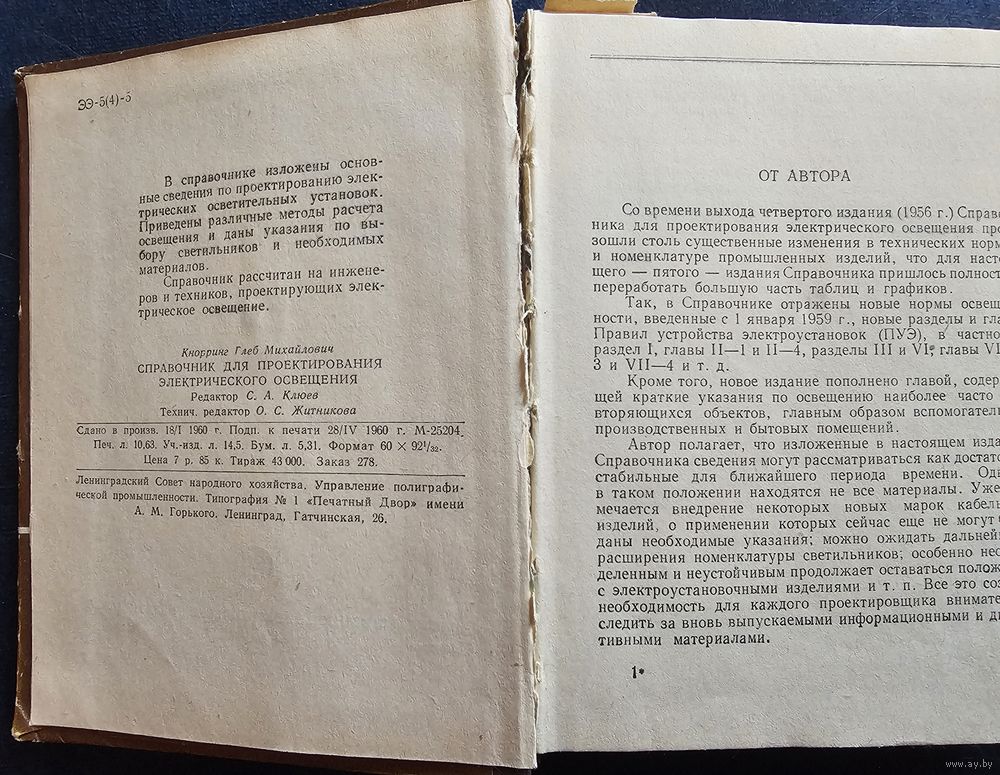 ЭЭ-5(4)-5
В справочнике изложены основ-
ные сведения по проектированию элек-
трических осветительных установок.
Приведены различные методы расчета
освещения и даны указания по вы-
бору светильников и необходимых
материалов.
Справочник рассчитан на инжене-
ров и техников, проектирующих элек-
трическое освещение.
Кнорринг Глеб Михайлович
СПРАВОЧНИК ДЛЯ ПРОЕКТИРОВАНИЯ
ЭЛЕКТРИЧЕСКОГО ОСВЕЩЕНИЯ
Редактор С. А. Клюев
Технич. редактор О. С. Житникова
Сдано в произв. 18/I 1960 г. Подп. к печати 28/IV 1960 г. М-25204.
Печ. л. 10,63. Уч.-изд. л. 14,5. Бум. л. 5,31. Формат 60 × 92¹/₃₂.
Цена 7 р. 85 к. Тираж 43 000. Заказ 278.
Ленинградский Совет народного хозяйства. Управление полиграфи-
ческой промышленности. Типография № 1 «Печатный Двор» имени
А. М. Горького. Ленинград, Гатчинская, 26.
ОТ АВТОРА
Со времени выхода четвертого издания (1956 г.) Справо
ника для проектирования электрического освещения про
зошли столь существенные изменения в технических норм
и номенклатуре промышленных изделий, что для насто
щего — пятого — издания Справочника пришлось полност
переработать большую часть таблиц и графиков.
Так, в Справочнике отражены новые нормы освещ
ности, введенные с 1 января 1959 г., новые разделы и гла
Правил устройства электроустановок (ПУЭ), в частно
раздел I, главы II—1 и II—4, разделы III и VI, главы VI
3 и VII—4 и т. д.
Кроме того, новое издание пополнено главой, содер
щей краткие указания по освещению наиболее часто
вторяющихся объектов, главным образом вспомогател
производственных и бытовых помещений.
Автор полагает, что изложенные в настоящем изда
Справочника сведения могут рассматриваться как достато
стабильные для ближайшего периода времени. Одн
в таком положении находятся не все материалы. Уже
мечается внедрение некоторых новых марок кабель
изделий, о применении которых сейчас еще не могут
даны необходимые указания; можно ожидать дальней
расширения номенклатуры светильников; особенно нео
деленным и неустойчивым продолжает оставаться полож
с электроустановочными изделиями и т. п. Все это соз
необходимость для каждого проектировщика внимате
следить за вновь выпускаемыми информационными и ди
тивными материалами.
1*
www.ay.by